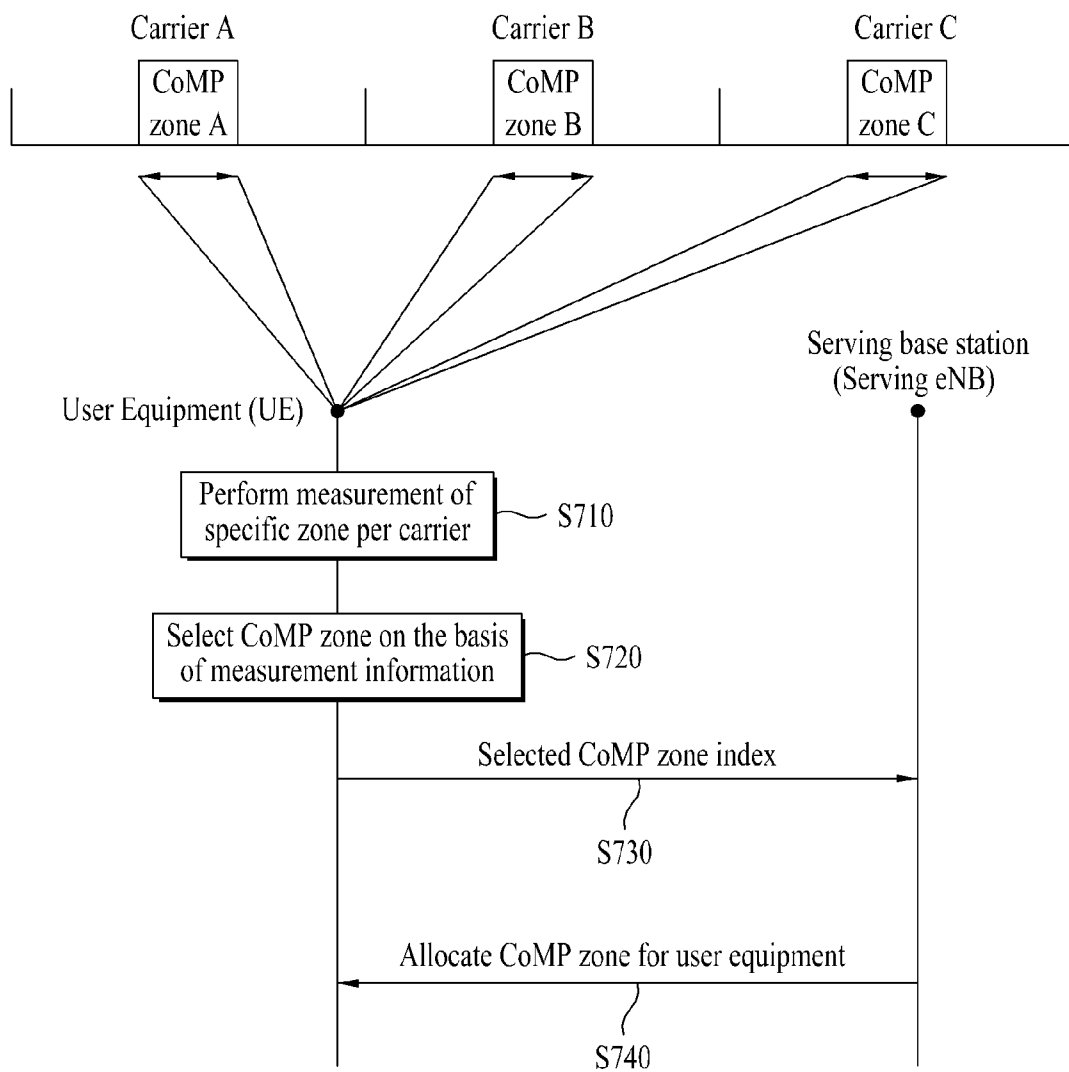 Carrier A
Carrier B
Carrier C
CoMP
zone A
CoMP
zone B
CoMP
zone C
Serving base station
(Serving eNB)
User Equipment (UE)
Perform measurement of
specific zone per carrier
S710
Select CoMP zone on the basis
of measurement information
S720
Selected CoMP zone index
S730
Allocate CoMP zone for user equipment
S740